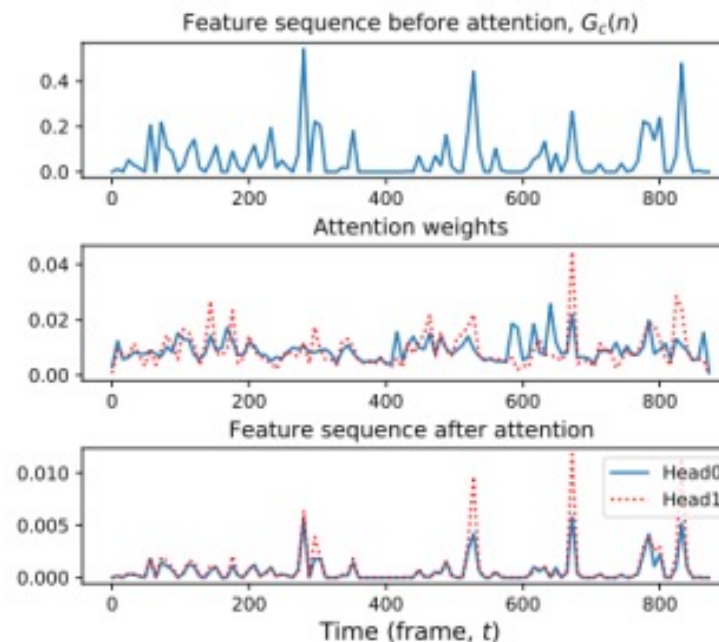 Feature sequence before attention, G_c(n)
0.4
0.2
0.0
0 200 400 600 800
Attention weights
0.04
0.02
0.00
0 200 400 600 800
Feature sequence after attention
0.010
0.005
0.000
Head0
Head1
0 200 400 600 800
Time (frame, t)